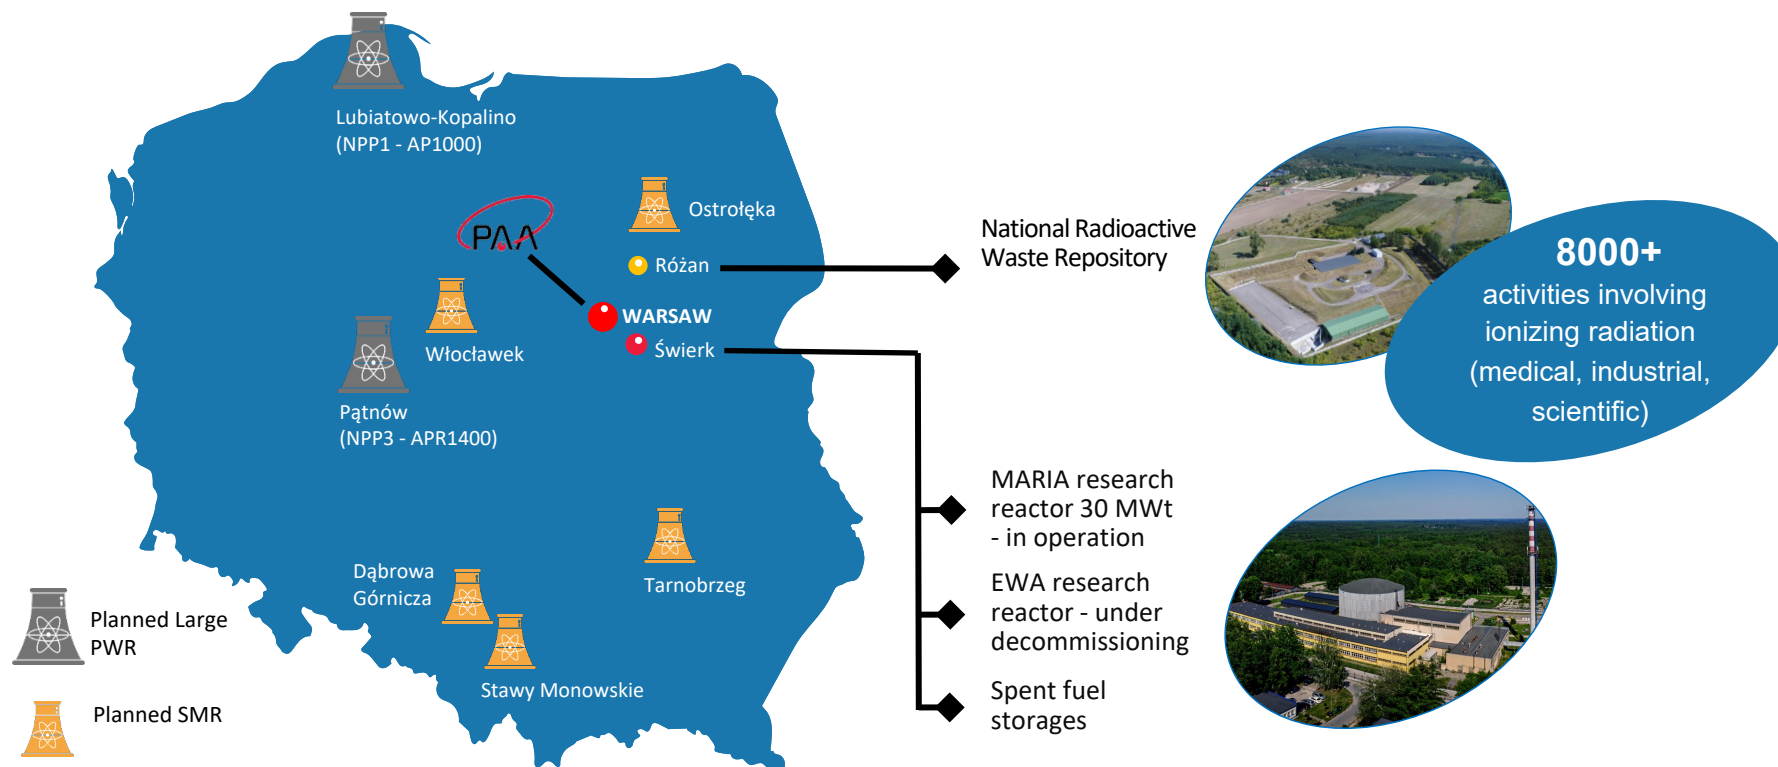 Lubiatowo-Kopalino
(NPP1 - AP1000)
PAA
Ostrołęka
Różan
WARSAW
Świerk
Włocławek
Pątnów
(NPP3 - APR1400)
Tarnobrzeg
Dąbrowa
Górnicza
Stawy Monowskie
Planned Large
PWR
Planned SMR
National Radioactive
Waste Repository
8000+
activities involving
ionizing radiation
(medical, industrial,
scientific)
MARIA research
reactor 30 MWt
- in operation
EWA research
reactor - under
decommissioning
Spent fuel
storages